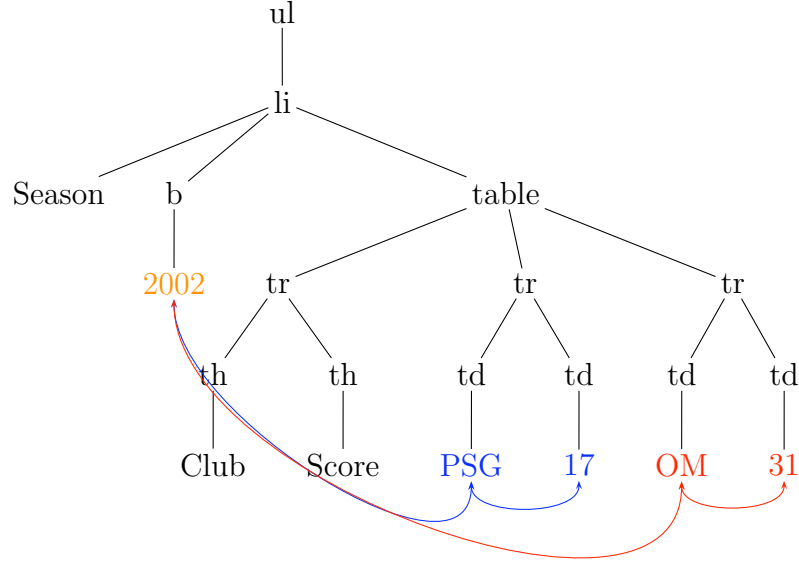 ul
li
Season b table
2002 tr tr tr
th th td td td td
Club Score PSG 17 OM 31